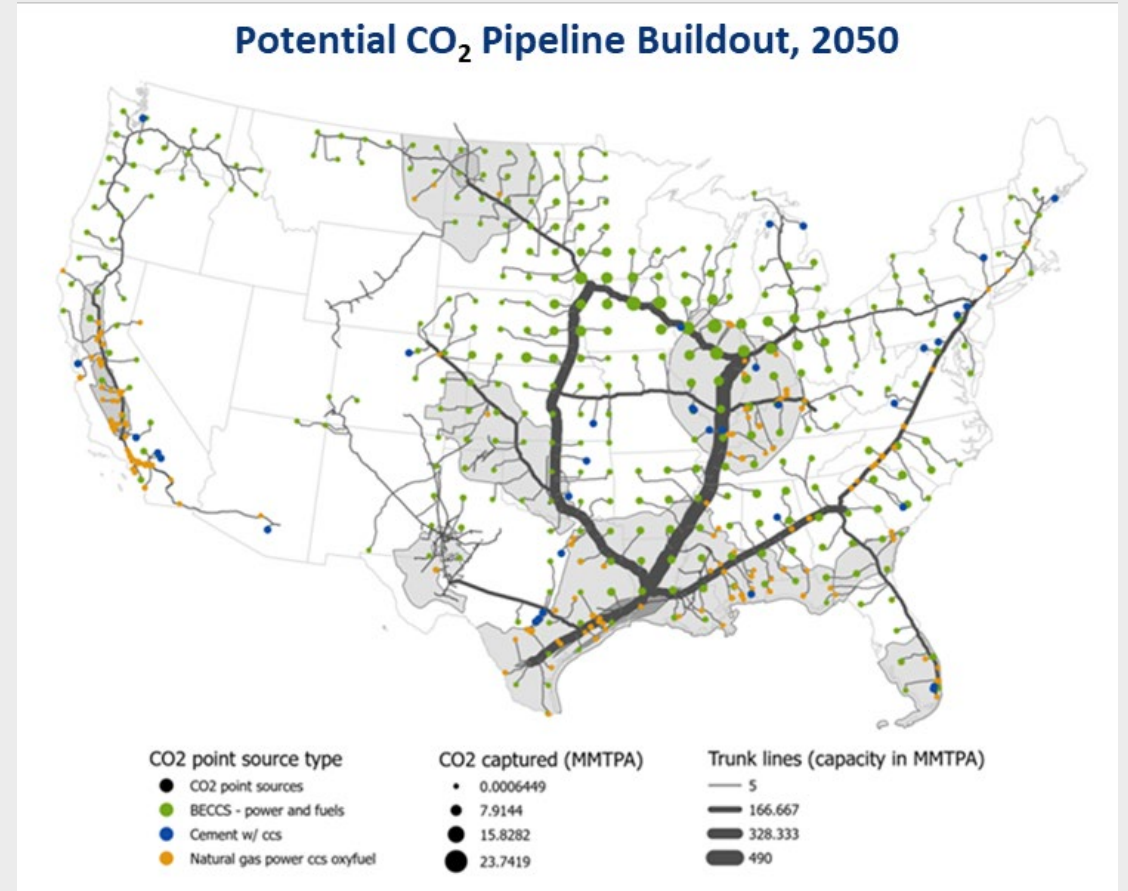 Potential CO₂ Pipeline Buildout, 2050
CO2 point source type
CO2 point sources
BECCS - power and fuels
Cement w/ ccs
Natural gas power ccs oxyfuel
CO2 captured (MMTPA)
0.0006449
7.9144
15.8282
23.7419
Trunk lines (capacity in MMTPA)
5
166.667
328.333
490